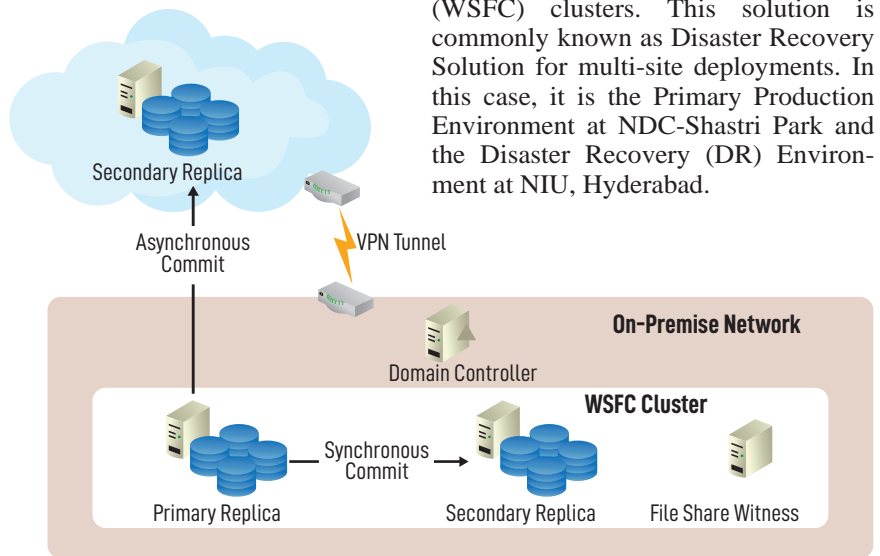 (WSFC) clusters. This solution is
commonly known as Disaster Recovery
Solution for multi-site deployments. In
this case, it is the Primary Production
Environment at NDC-Shastri Park and
the Disaster Recovery (DR) Environ-
ment at NIU, Hyderabad.
Secondary Replica
Asynchronous
Commit
VPN Tunnel
On-Premise Network
Domain Controller
WSFC Cluster
Synchronous
Commit
Primary Replica
Secondary Replica
File Share Witness